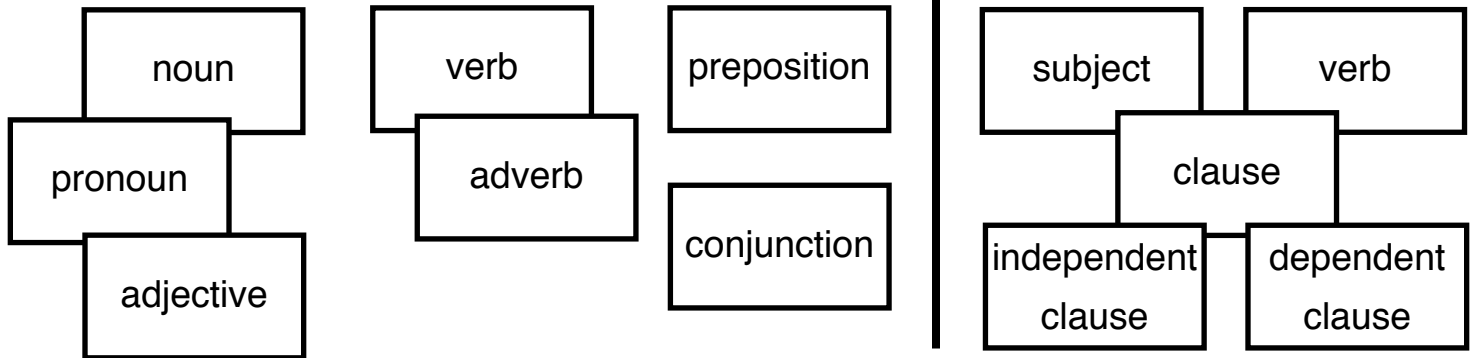 noun
pronoun
adjective
verb
adverb
preposition
conjunction
subject
verb
clause
independent
clause
dependent
clause